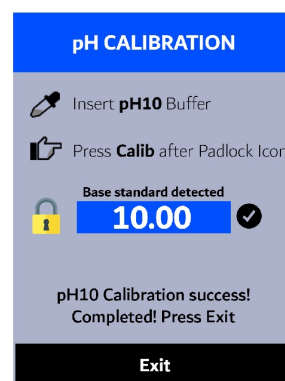 pH CALIBRATION
Insert pH10 Buffer
Press Calib after Padlock Icon
Base standard detected
10.00
pH10 Calibration success!
Completed! Press Exit
Exit